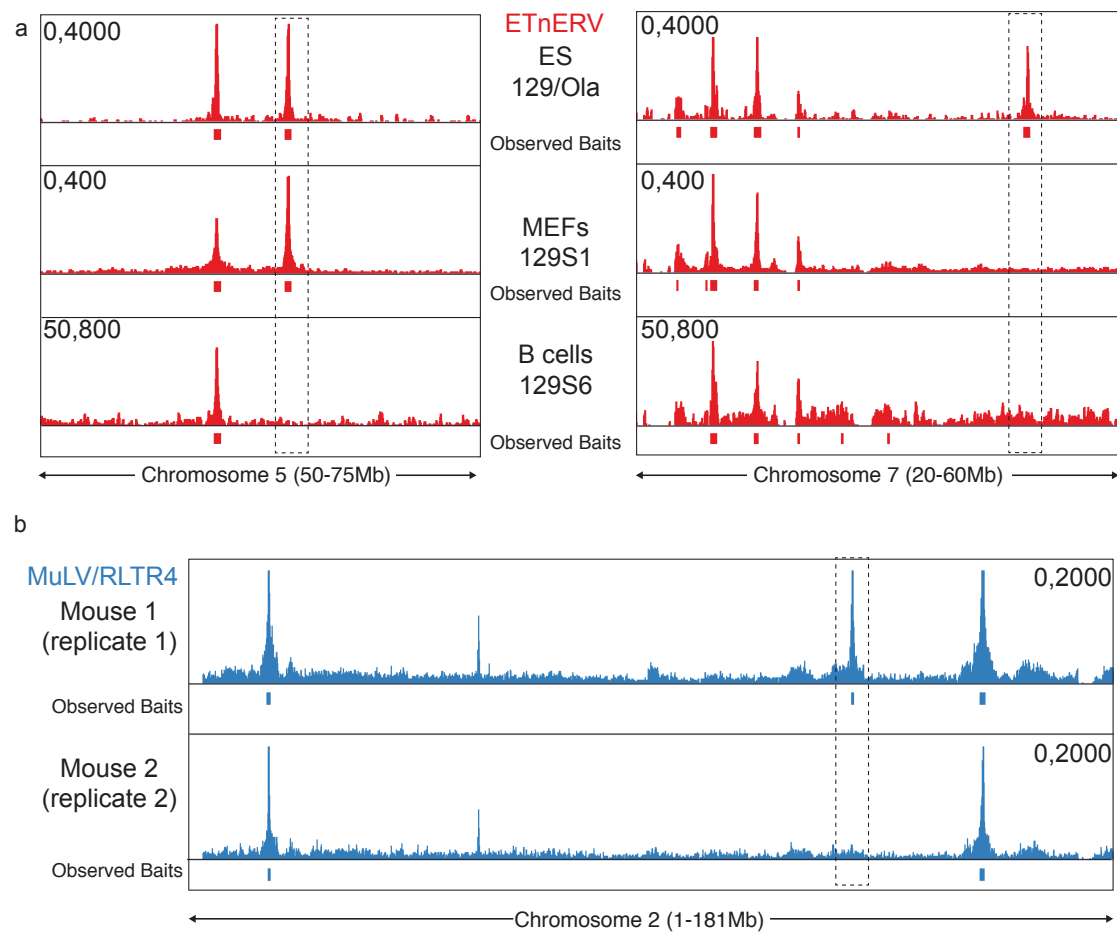 a
0,4000
ETnERV
ES
129/Ola
0,4000
Observed Baits
0,400
MEFs
129S1
0,400
Observed Baits
50,800
B cells
129S6
50,800
Observed Baits
Chromosome 5 (50-75Mb)
Chromosome 7 (20-60Mb)
b
MuLV/RLTR4
Mouse 1
(replicate 1)
0,2000
Observed Baits
Mouse 2
(replicate 2)
0,2000
Observed Baits
Chromosome 2 (1-181Mb)